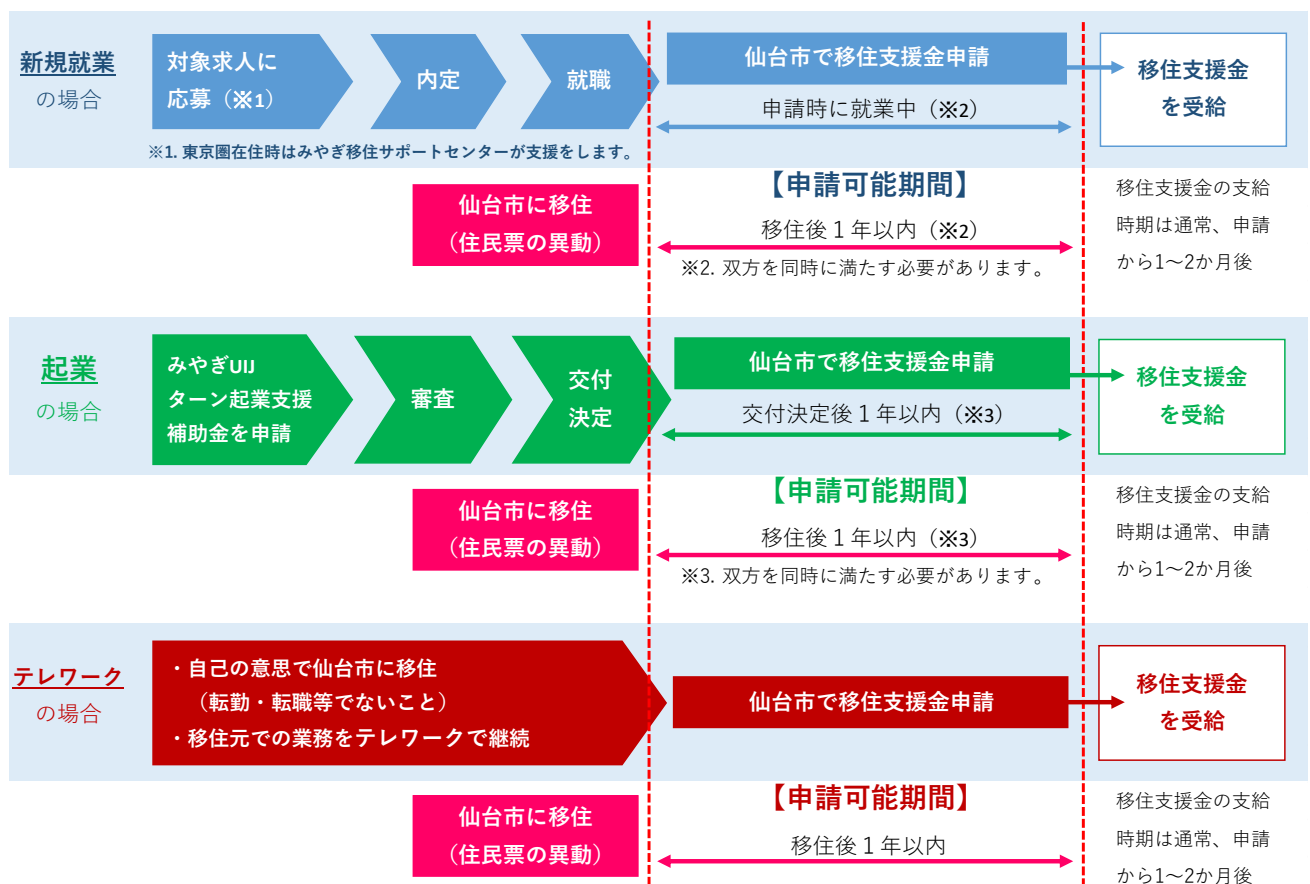 新規就業
の場合
対象求人に
応募（※1）
内定
就職
仙台市で移住支援金申請
申請時に就業中（※2）
移住支援金
を受給
※1. 東京圏在住時はみやぎ移住サポートセンターが支援をします。
仙台市に移住
（住民票の異動）
【申請可能期間】
移住後１年以内（※2）
※2. 双方を同時に満たす必要があります。
移住支援金の支給
時期は通常、申請
から1～2か月後
起業
の場合
みやぎUIJ
ターン起業支援
補助金を申請
審査
交付
決定
仙台市で移住支援金申請
交付決定後１年以内（※3）
移住支援金
を受給
仙台市に移住
（住民票の異動）
【申請可能期間】
移住後１年以内（※3）
※3. 双方を同時に満たす必要があります。
移住支援金の支給
時期は通常、申請
から1～2か月後
テレワーク
の場合
・自己の意思で仙台市に移住
（転勤・転職等でないこと）
・移住元での業務をテレワークで継続
仙台市で移住支援金申請
移住支援金
を受給
仙台市に移住
（住民票の異動）
【申請可能期間】
移住後１年以内
移住支援金の支給
時期は通常、申請
から1～2か月後